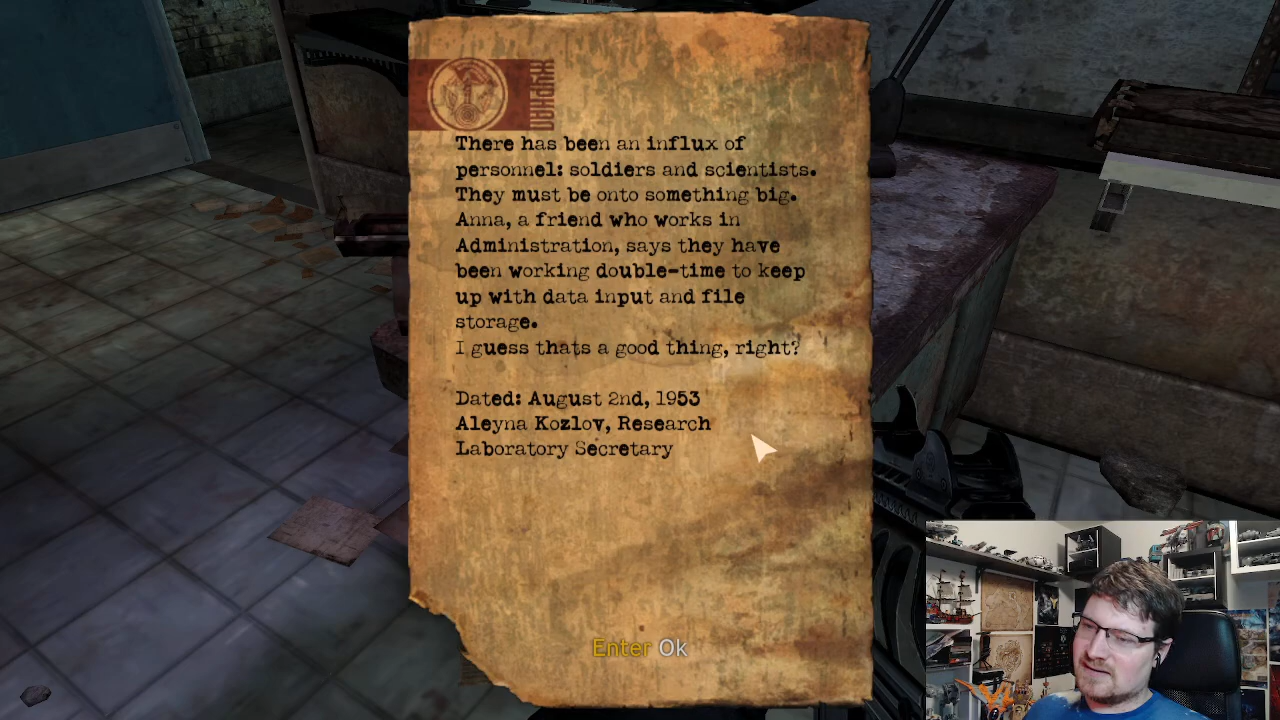 There has been an influx of
personnel: soldiers and scientists.
They must be onto something big.
Anna, a friend who works in
Administration, says they have
been working double-time to keep
up with data input and file
storage.
I guess thats a good thing, right?
Dated: August 2nd, 1953
Aleyna Kozlov, Research
Laboratory Secretary
Enter Ok